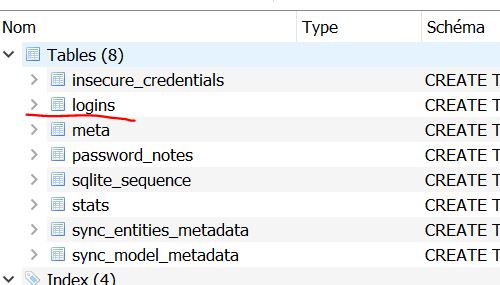 Nom Type Schéma
Tables (8)
insecure_credentials CREATE T
logins CREATE T
meta CREATE T
password_notes CREATE T
sqlite_sequence CREATE T
stats CREATE T
sync_entities_metadata CREATE T
sync_model_metadata CREATE T
Index (4)